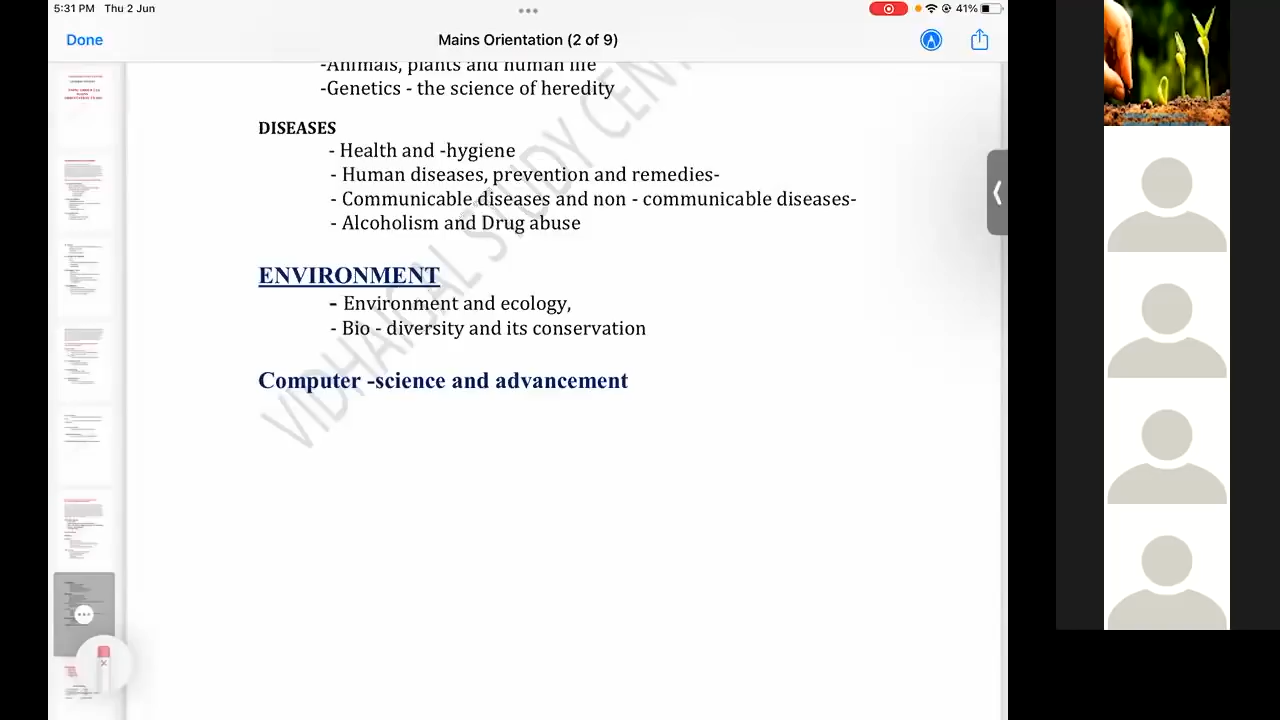 5:31 PM Thu 2 Jun
41%
Done
Mains Orientation (2 of 9)
-Animals, plants and human life
-Genetics - the science of heredity
DISEASES
- Health and -hygiene
- Human diseases, prevention and remedies-
- Communicable diseases and non - communicable diseases-
- Alcoholism and Drug abuse
ENVIRONMENT
- Environment and ecology,
- Bio - diversity and its conservation
Computer -science and advancement